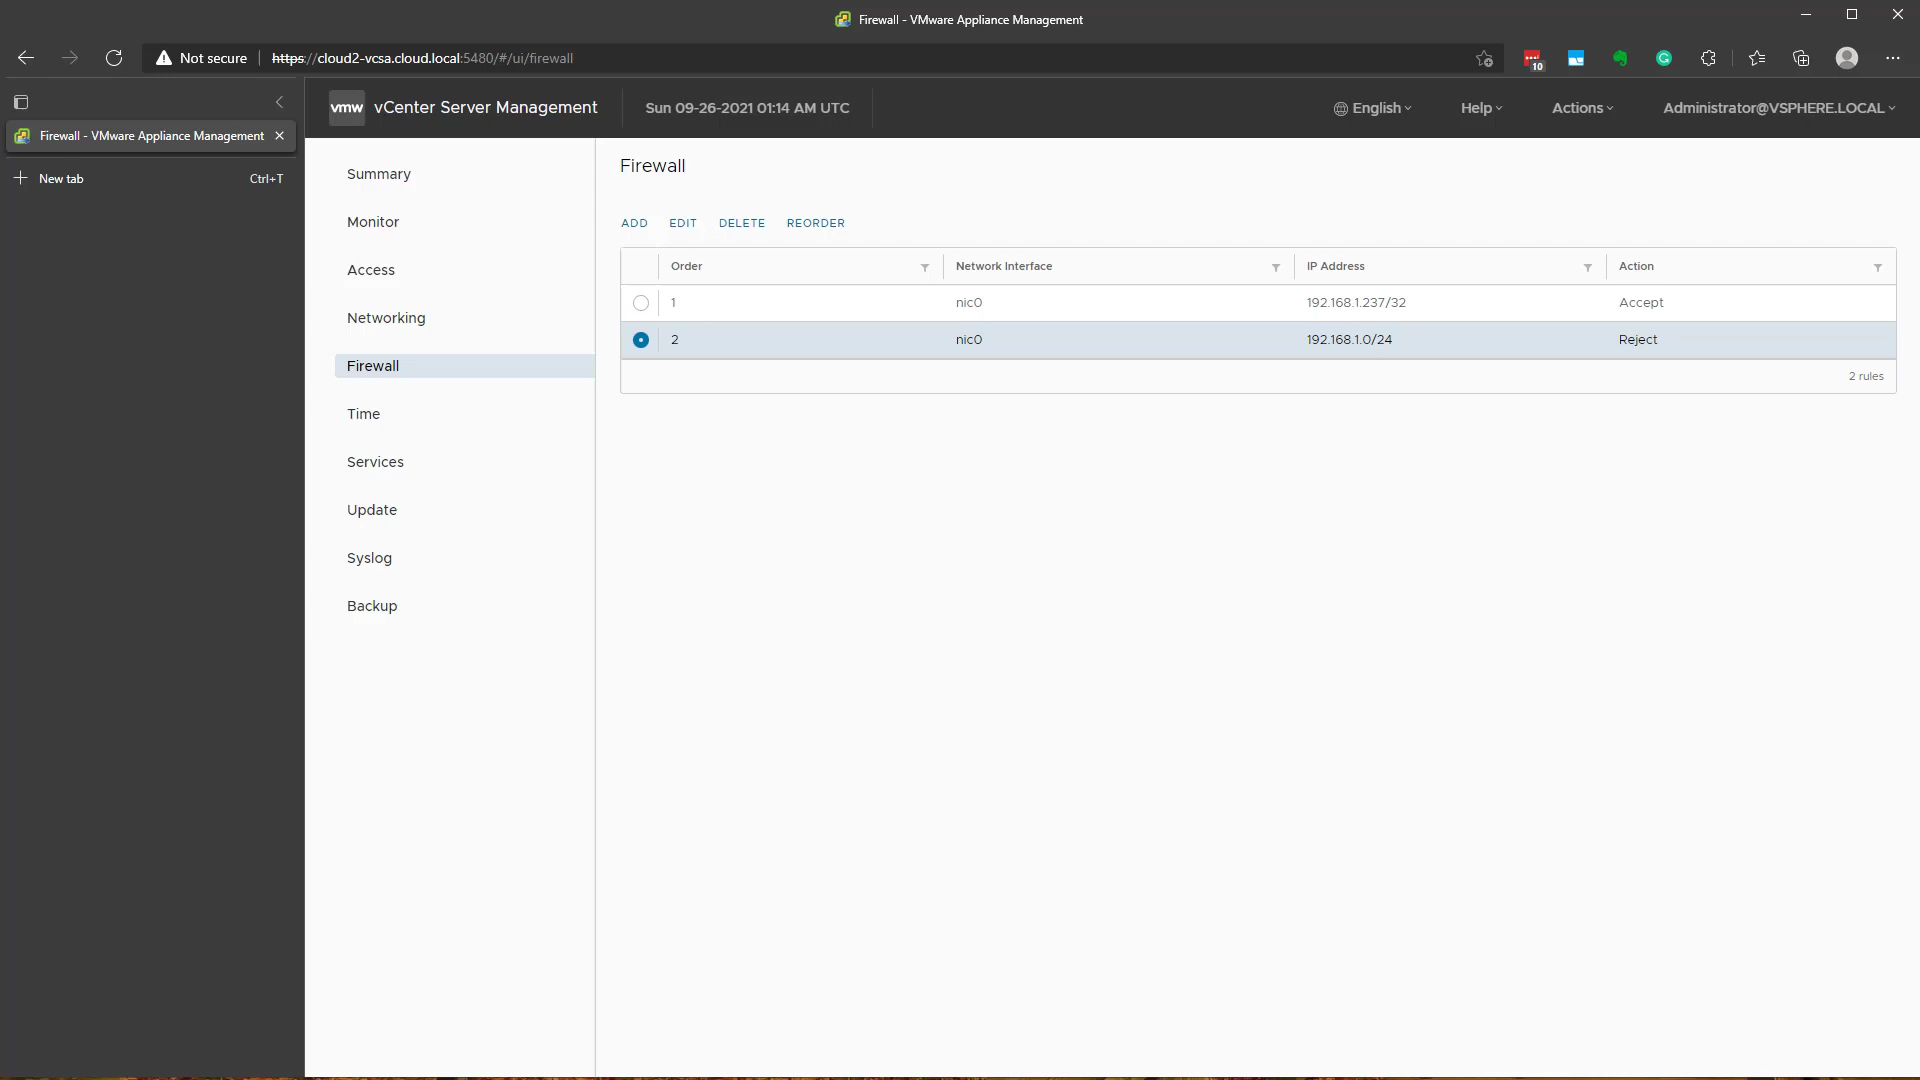 Firewall - VMware Appliance Management
Not secure
https://cloud2-vcsa.cloud.local:5480/#/ui/firewall
10
Firewall - VMware Appliance Management
New tab
Ctrl+T
vmw
vCenter Server Management
Sun 09-26-2021 01:14 AM UTC
English
Help
Actions
Administrator@VSPHERE.LOCAL
Summary
Monitor
Access
Networking
Firewall
Time
Services
Update
Syslog
Backup
Firewall
ADD EDIT DELETE REORDER
Order Network Interface IP Address Action
1 nic0 192.168.1.237/32 Accept
2 nic0 192.168.1.0/24 Reject
2 rules